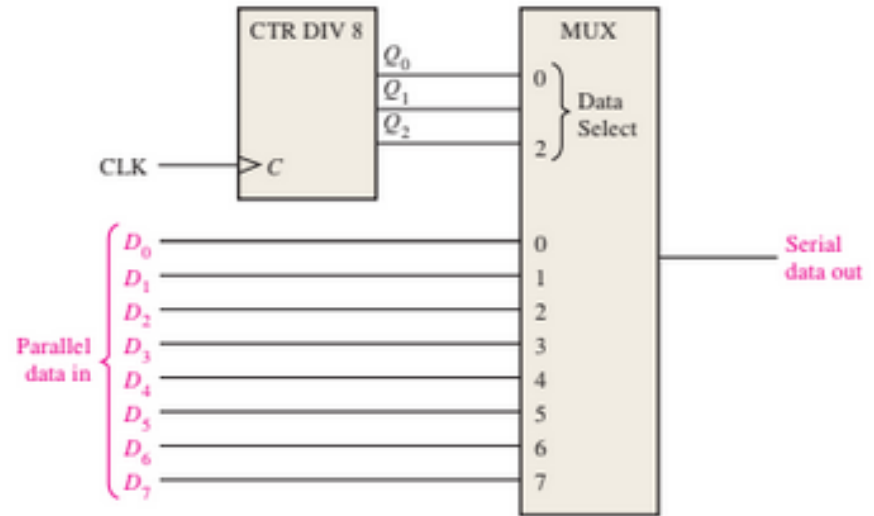 CTR DIV 8
MUX
Q0
0
Q1
Data
Select
Q2
2
CLK
C
D0
0
D1
1
D2
2
Parallel
data in
D3
3
D4
4
D5
5
D6
6
D7
7
Serial
data out